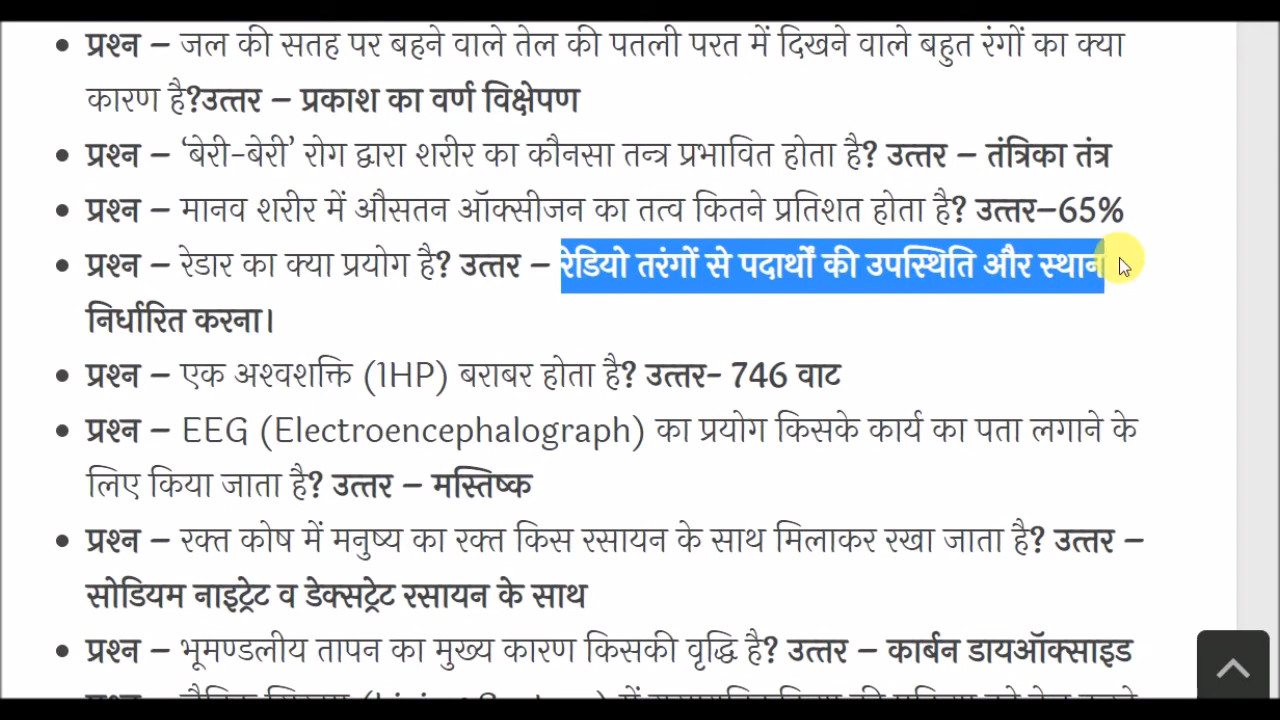 प्रश्न – जल की सतह पर बहने वाले तेल की पतली परत में दिखने वाले बहुत रंगों का क्या
कारण है?उत्तर – प्रकाश का वर्ण विक्षेपण
प्रश्न – ‘बेरी-बेरी’ रोग द्वारा शरीर का कौनसा तन्त्र प्रभावित होता है? उत्तर – तंत्रिका तंत्र
प्रश्न – मानव शरीर में औसतन ऑक्सीजन का तत्व कितने प्रतिशत होता है? उत्तर–65%
प्रश्न – रेडार का क्या प्रयोग है? उत्तर – रेडियो तरंगों से पदार्थों की उपस्थिति और स्थान
निर्धारित करना।
प्रश्न – एक अश्वशक्ति (1HP) बराबर होता है? उत्तर- 746 वाट
प्रश्न – EEG (Electroencephalograph) का प्रयोग किसके कार्य का पता लगाने के
लिए किया जाता है? उत्तर – मस्तिष्क
प्रश्न – रक्त कोष में मनुष्य का रक्त किस रसायन के साथ मिलाकर रखा जाता है? उत्तर –
सोडियम नाइट्रेट व डेक्सट्रेट रसायन के साथ
प्रश्न – भूमण्डलीय तापन का मुख्य कारण किसकी वृद्धि है? उत्तर – कार्बन डायऑक्साइड